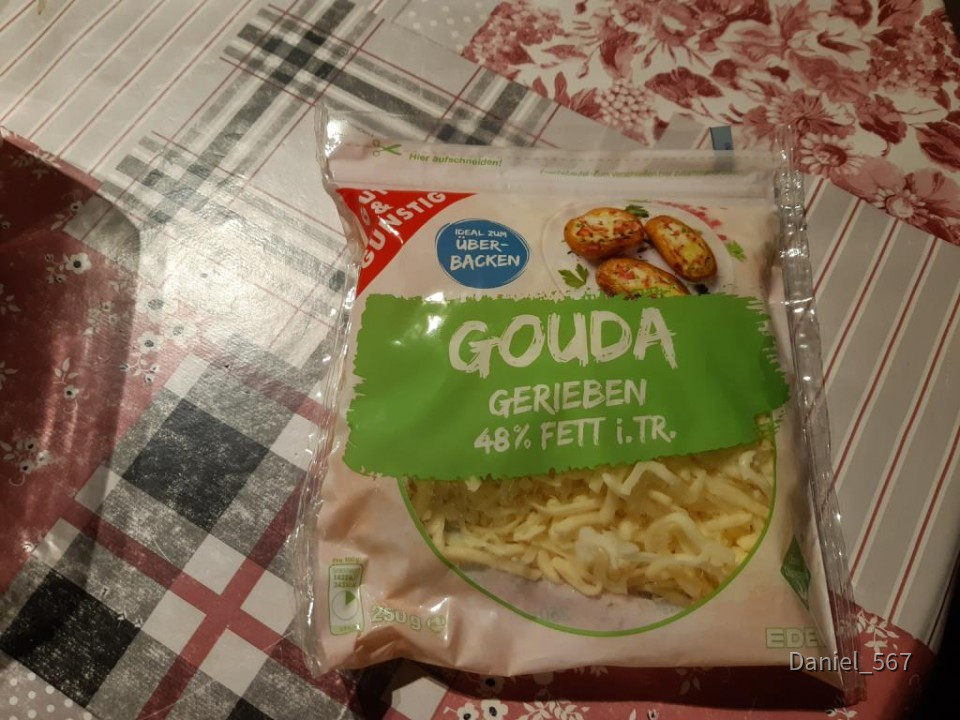 Hier aufschneiden!
GUT
&
GÜNSTIG
IDEAL ZUM
ÜBER-
BACKEN
GOUDA
GERIEBEN
48% FETT i.TR.
250 g e
EDE
Daniel_567